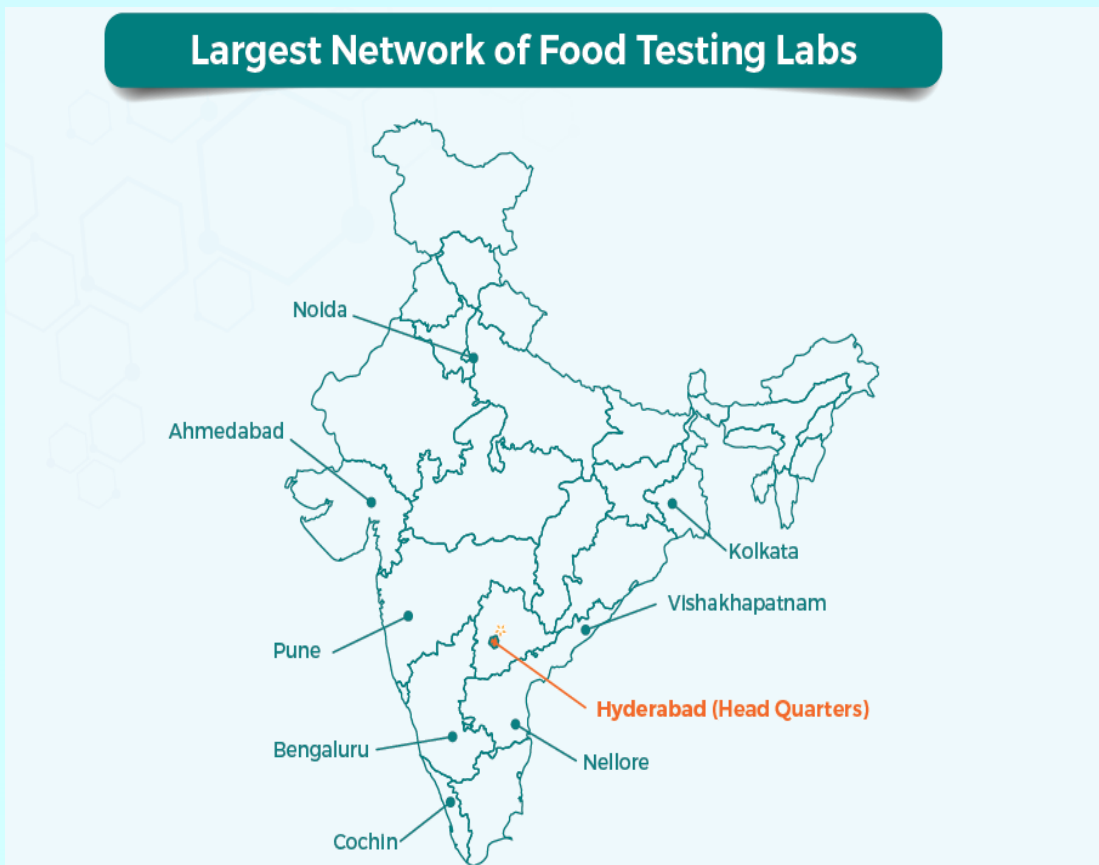 Largest Network of Food Testing Labs
Noida
Ahmedabad
Kolkata
Vishakhapatnam
Pune
Hyderabad (Head Quarters)
Bengaluru
Nellore
Cochin